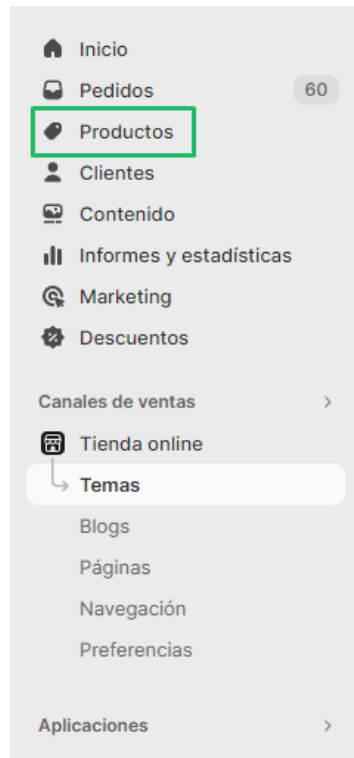 Inicio
Pedidos 60
Productos
Clientes
Contenido
Informes y estadísticas
Marketing
Descuentos
Canales de ventas
Tienda online
Temas
Blogs
Páginas
Navegación
Preferencias
Aplicaciones